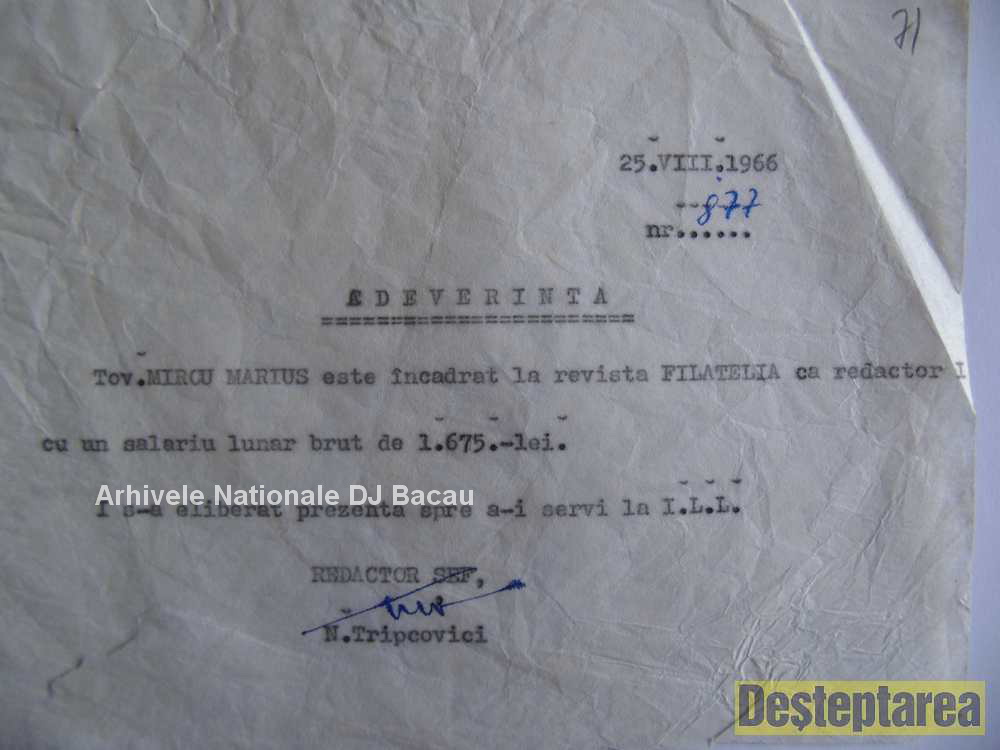 71
25.VIII.1966
877
nr......
ADEVERINTA
=======================
Tov.MIRCU MARIUS este încadrat la revista FILATELIA ca redactor I
cu un salariu lunar brut de 1.675.-lei.
Arhivele Nationale DJ Bacau
I s-a eliberat prezenta spre a-i servi la I.L.L.
REDACTOR SEF,
N.Tripcovici
Deșteptarea